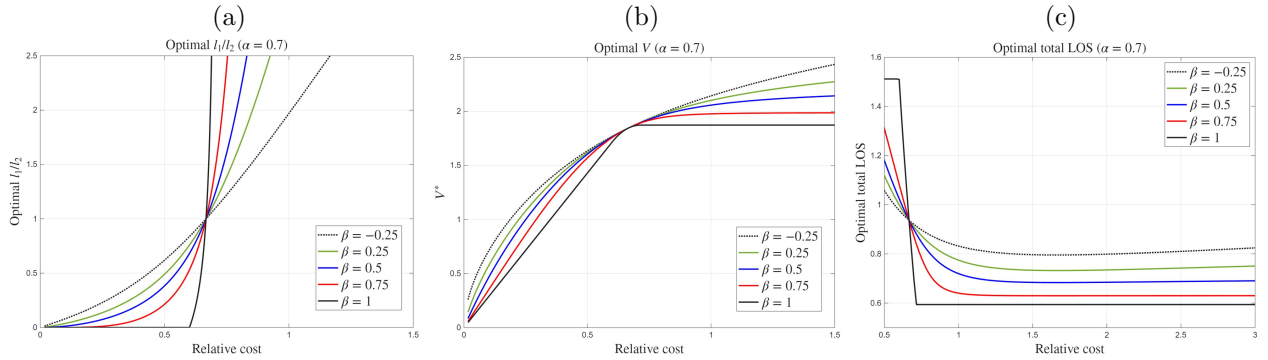 (a)
Optimal l₁/l₂ (α = 0.7)
2.5
2
1.5
1
0.5
0
Optimal l₁/l₂
0
0.5
1
1.5
Relative cost
β = −0.25
β = 0.25
β = 0.5
β = 0.75
β = 1
(b)
Optimal V (α = 0.7)
2.5
2
1.5
1
0.5
0
V*
0
0.5
1
1.5
Relative cost
β = −0.25
β = 0.25
β = 0.5
β = 0.75
β = 1
(c)
Optimal total LOS (α = 0.7)
1.6
1.4
1.2
1
0.8
0.6
Optimal total LOS
0.5
1
1.5
2
2.5
3
Relative cost
β = −0.25
β = 0.25
β = 0.5
β = 0.75
β = 1